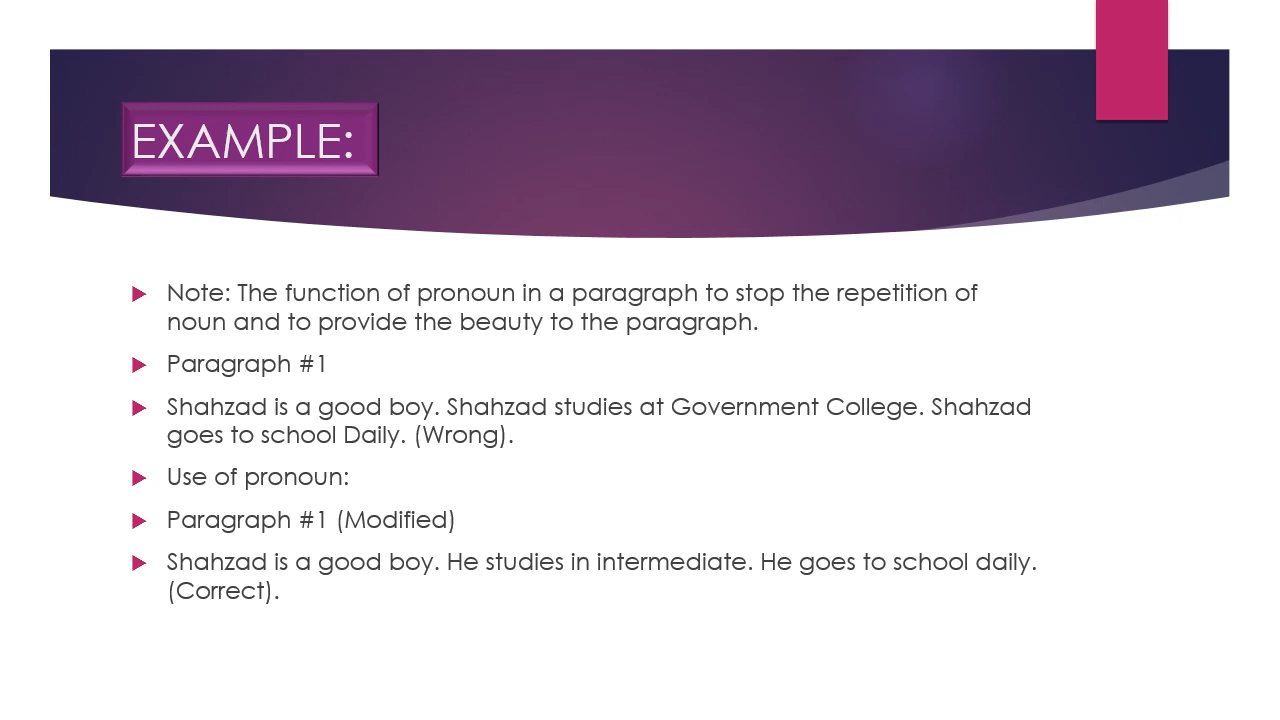 EXAMPLE:
Note: The function of pronoun in a paragraph to stop the repetition of
noun and to provide the beauty to the paragraph.
Paragraph #1
Shahzad is a good boy. Shahzad studies at Government College. Shahzad
goes to school Daily. (Wrong).
Use of pronoun:
Paragraph #1 (Modified)
Shahzad is a good boy. He studies in intermediate. He goes to school daily.
(Correct).